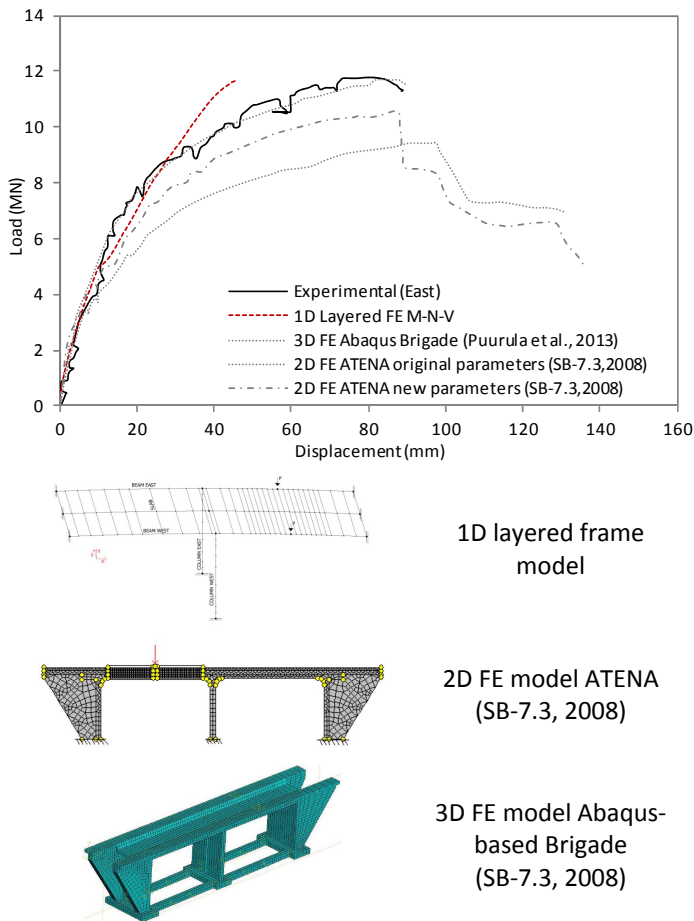 14
12
10
8
6
4
2
0
Load (MN)
Experimental (East)
1D Layered FE M-N-V
3D FE Abaqus Brigade (Puurula et al., 2013)
2D FE ATENA original parameters (SB-7.3,2008)
2D FE ATENA new parameters (SB-7.3,2008)
0 20 40 60 80 100 120 140 160
Displacement (mm)
BEAM EAST
P
SLAB
BEAM WEST
P
COLUMN EAST
COLUMN WEST
1D layered frame
model
2D FE model ATENA
(SB-7.3, 2008)
3D FE model Abaqus-
based Brigade
(SB-7.3, 2008)